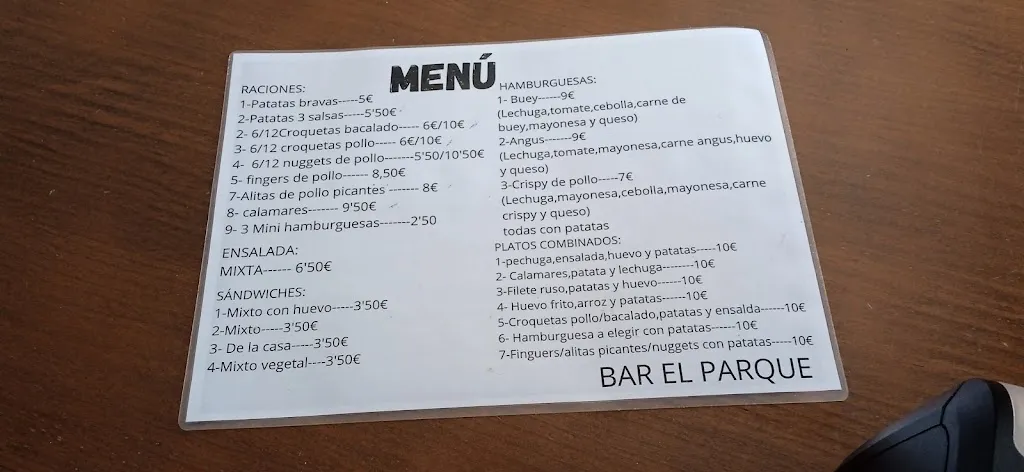 MENÚ
RACIONES:
1-Patatas bravas-----5€
2-Patatas 3 salsas-----5'50€
2- 6/12Croquetas bacalado----- 6€/10€
3- 6/12 croquetas pollo----- 6€/10€
4- 6/12 nuggets de pollo-------5'50/10'50€
5- fingers de pollo------ 8,50€
7-Alitas de pollo picantes ------- 8€
8- calamares------- 9'50€
9- 3 Mini hamburguesas-------2'50
ENSALADA:
MIXTA------ 6'50€
SÁNDWICHES:
1-Mixto con huevo-----3'50€
2-Mixto-----3'50€
3- De la casa-----3'50€
4-Mixto vegetal----3'50€
HAMBURGUESAS:
1- Buey------9€
(Lechuga,tomate,cebolla,carne de
buey,mayonesa y queso)
2-Angus-------9€
(Lechuga,tomate,mayonesa,carne angus,huevo
y queso)
3-Crispy de pollo-----7€
(Lechuga,mayonesa,cebolla,mayonesa,carne
crispy y queso)
todas con patatas
PLATOS COMBINADOS:
1-pechuga,ensalada,huevo y patatas-----10€
2- Calamares,patata y lechuga--------10€
3-Filete ruso,patatas y huevo------10€
4- Huevo frito,arroz y patatas------10€
5-Croquetas pollo/bacalado,patatas y ensalda------10€
6- Hamburguesa a elegir con patatas------10€
7-Finguers/alitas picantes/nuggets con patatas-----10€
BAR EL PARQUE